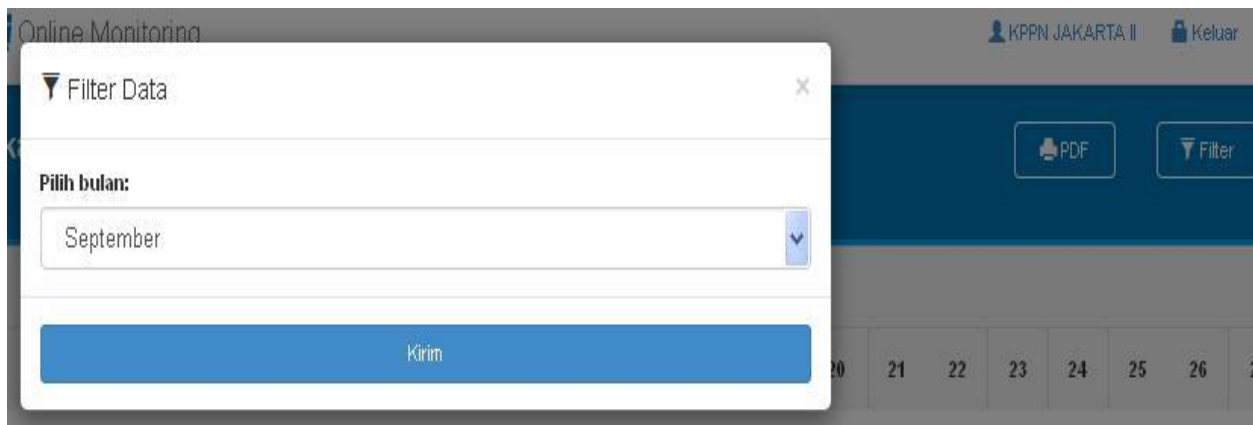 Online Monitoring
KPPN JAKARTA II
Keluar
Filter Data
×
PDF
Filter
Pilih bulan:
September
Kirim
20 21 22 23 24 25 26